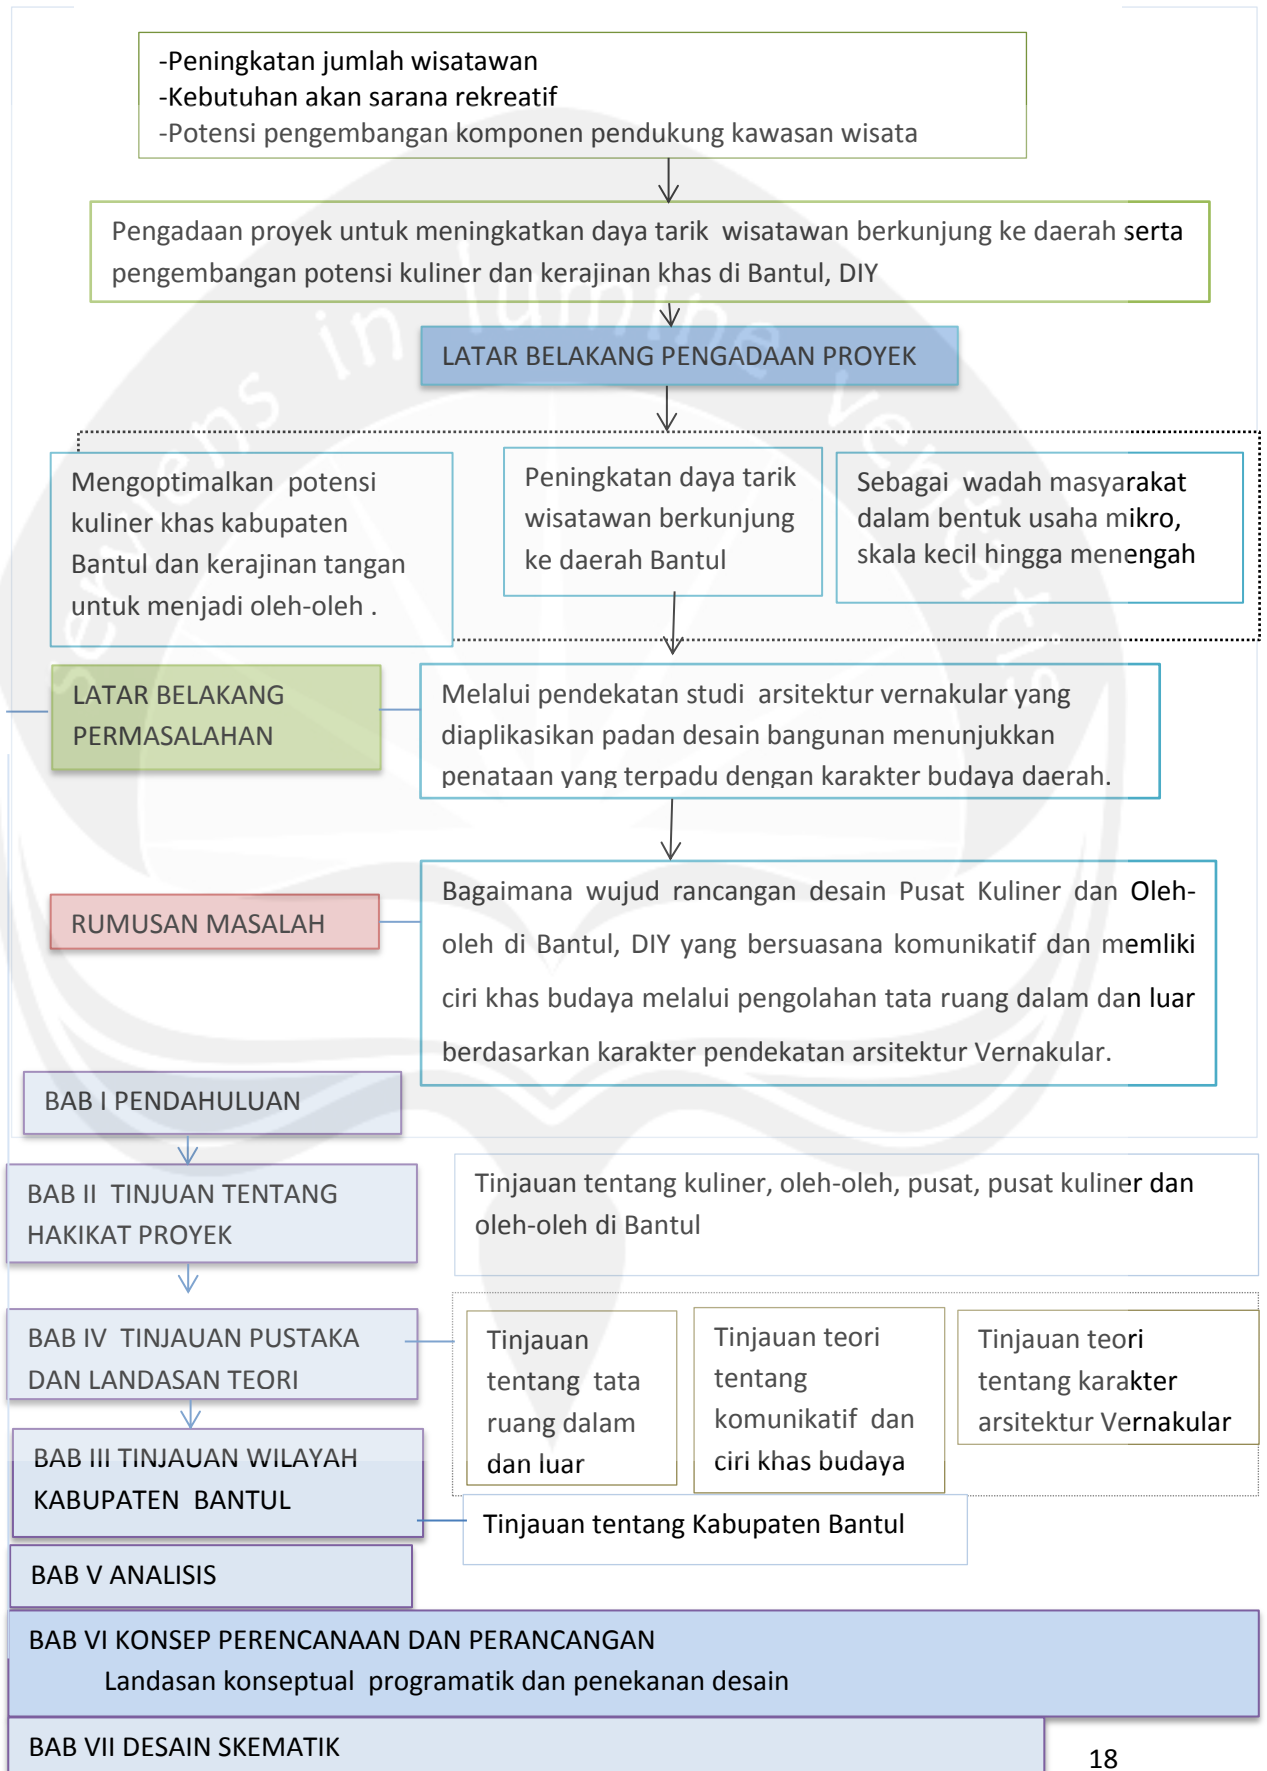 -Peningkatan jumlah wisatawan
-Kebutuhan akan sarana rekreatif
-Potensi pengembangan komponen pendukung kawasan wisata
Pengadaan proyek untuk meningkatkan daya tarik wisatawan berkunjung ke daerah serta
pengembangan potensi kuliner dan kerajinan khas di Bantul, DIY
LATAR BELAKANG PENGADAAN PROYEK
Mengoptimalkan potensi
kuliner khas kabupaten
Bantul dan kerajinan tangan
untuk menjadi oleh-oleh .
Peningkatan daya tarik
wisatawan berkunjung
ke daerah Bantul
Sebagai wadah masyarakat
dalam bentuk usaha mikro,
skala kecil hingga menengah
LATAR BELAKANG
PERMASALAHAN
Melalui pendekatan studi arsitektur vernakular yang
diaplikasikan padan desain bangunan menunjukkan
penataan yang terpadu dengan karakter budaya daerah.
RUMUSAN MASALAH
Bagaimana wujud rancangan desain Pusat Kuliner dan Oleh-
oleh di Bantul, DIY yang bersuasana komunikatif dan memliki
ciri khas budaya melalui pengolahan tata ruang dalam dan luar
berdasarkan karakter pendekatan arsitektur Vernakular.
BAB I PENDAHULUAN
BAB II TINJUAN TENTANG
HAKIKAT PROYEK
Tinjauan tentang kuliner, oleh-oleh, pusat, pusat kuliner dan
oleh-oleh di Bantul
BAB IV TINJAUAN PUSTAKA
DAN LANDASAN TEORI
Tinjauan
tentang tata
ruang dalam
dan luar
Tinjauan teori
tentang
komunikatif dan
ciri khas budaya
Tinjauan teori
tentang karakter
arsitektur Vernakular
BAB III TINJAUAN WILAYAH
KABUPATEN BANTUL
Tinjauan tentang Kabupaten Bantul
BAB V ANALISIS
BAB VI KONSEP PERENCANAAN DAN PERANCANGAN
Landasan konseptual programatik dan penekanan desain
BAB VII DESAIN SKEMATIK
18
serviens in lumine veritatis